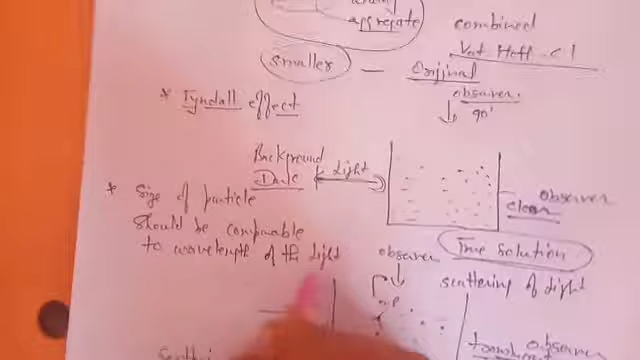 aggregate
combined
Vat Hoff <1
smaller — Original
* Tyndall effect
observer
90°
Background
Dark
Light
* Size of particle
should be comparable
to wavelength of the light
Observer
clear
True solution
observer
scattering of light
observer